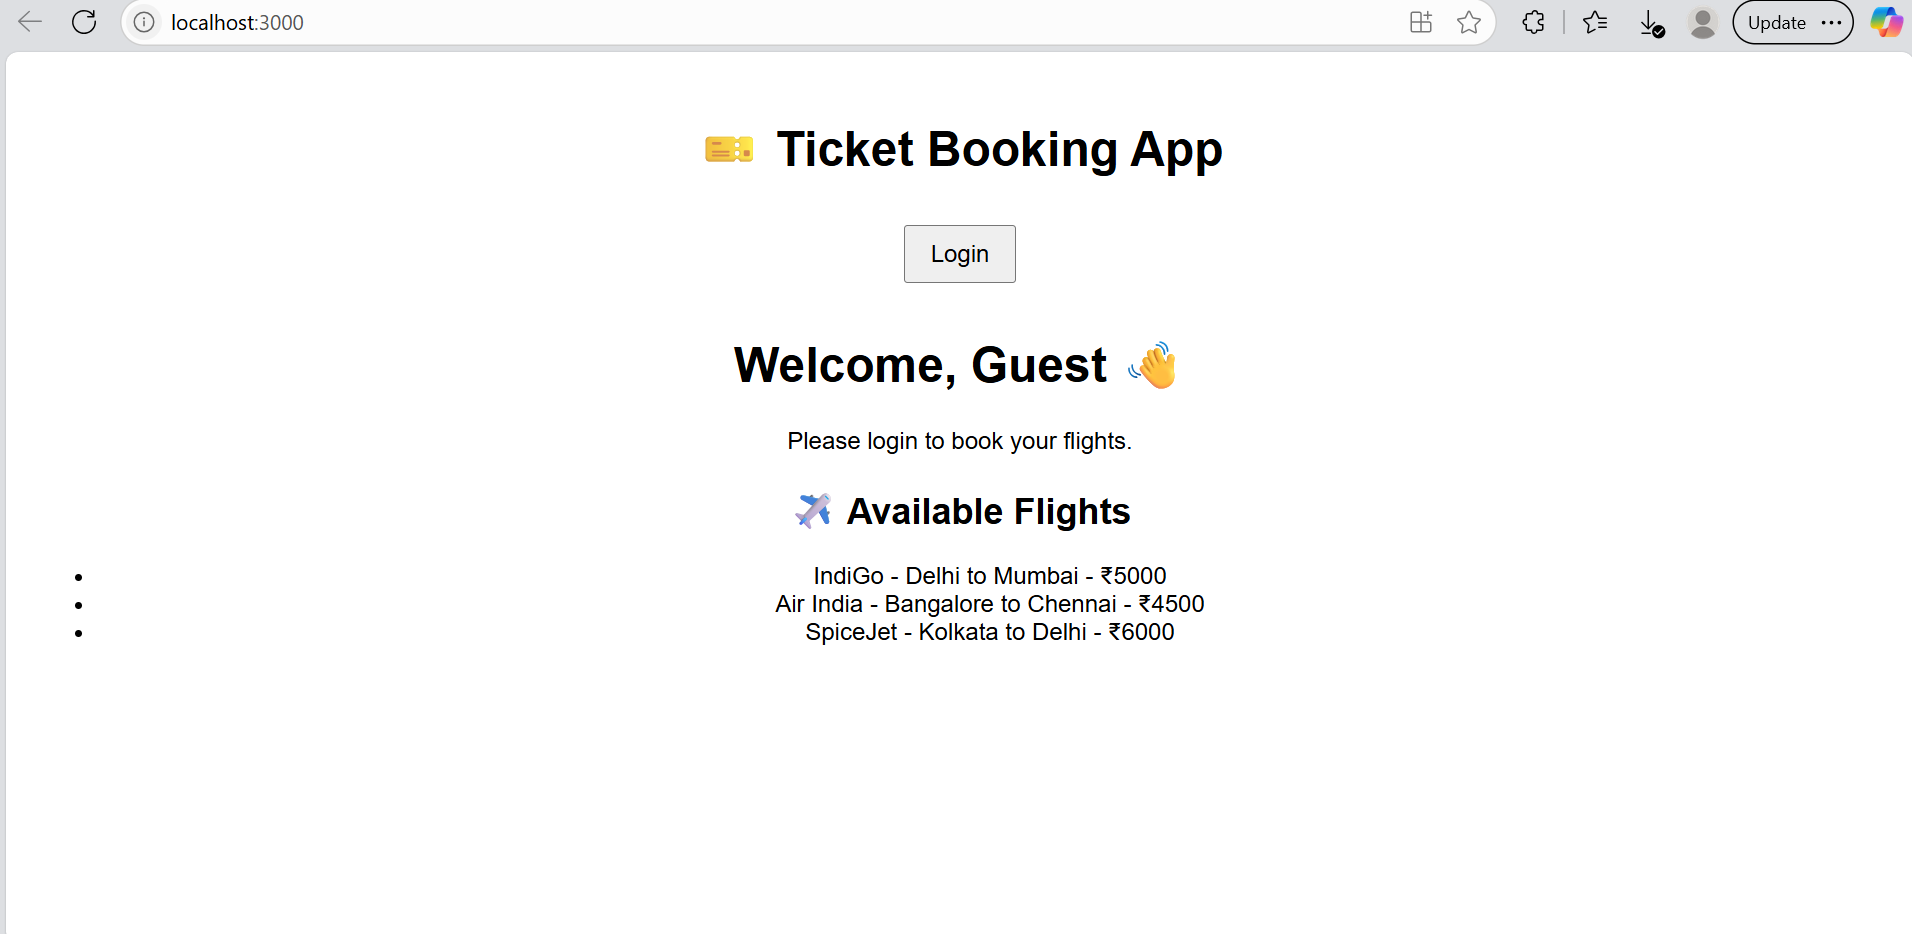 localhost:3000
Update
🎫 Ticket Booking App
Login
Welcome, Guest 👋
Please login to book your flights.
✈️ Available Flights
• IndiGo - Delhi to Mumbai - ₹5000
• Air India - Bangalore to Chennai - ₹4500
• SpiceJet - Kolkata to Delhi - ₹6000